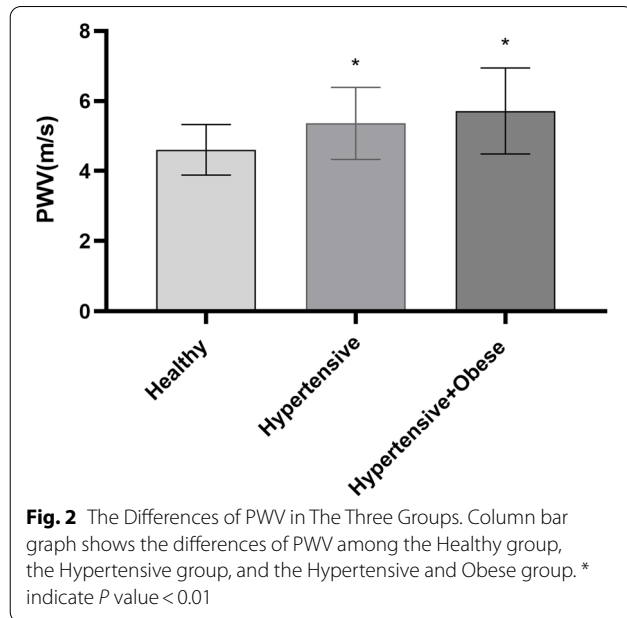 * *
8
6
4
2
0
PWV(m/s)
Healthy
Hypertensive
Hypertensive+Obese
Fig. 2 The Differences of PWV in The Three Groups. Column bar
graph shows the differences of PWV among the Healthy group,
the Hypertensive group, and the Hypertensive and Obese group. *
indicate P value < 0.01